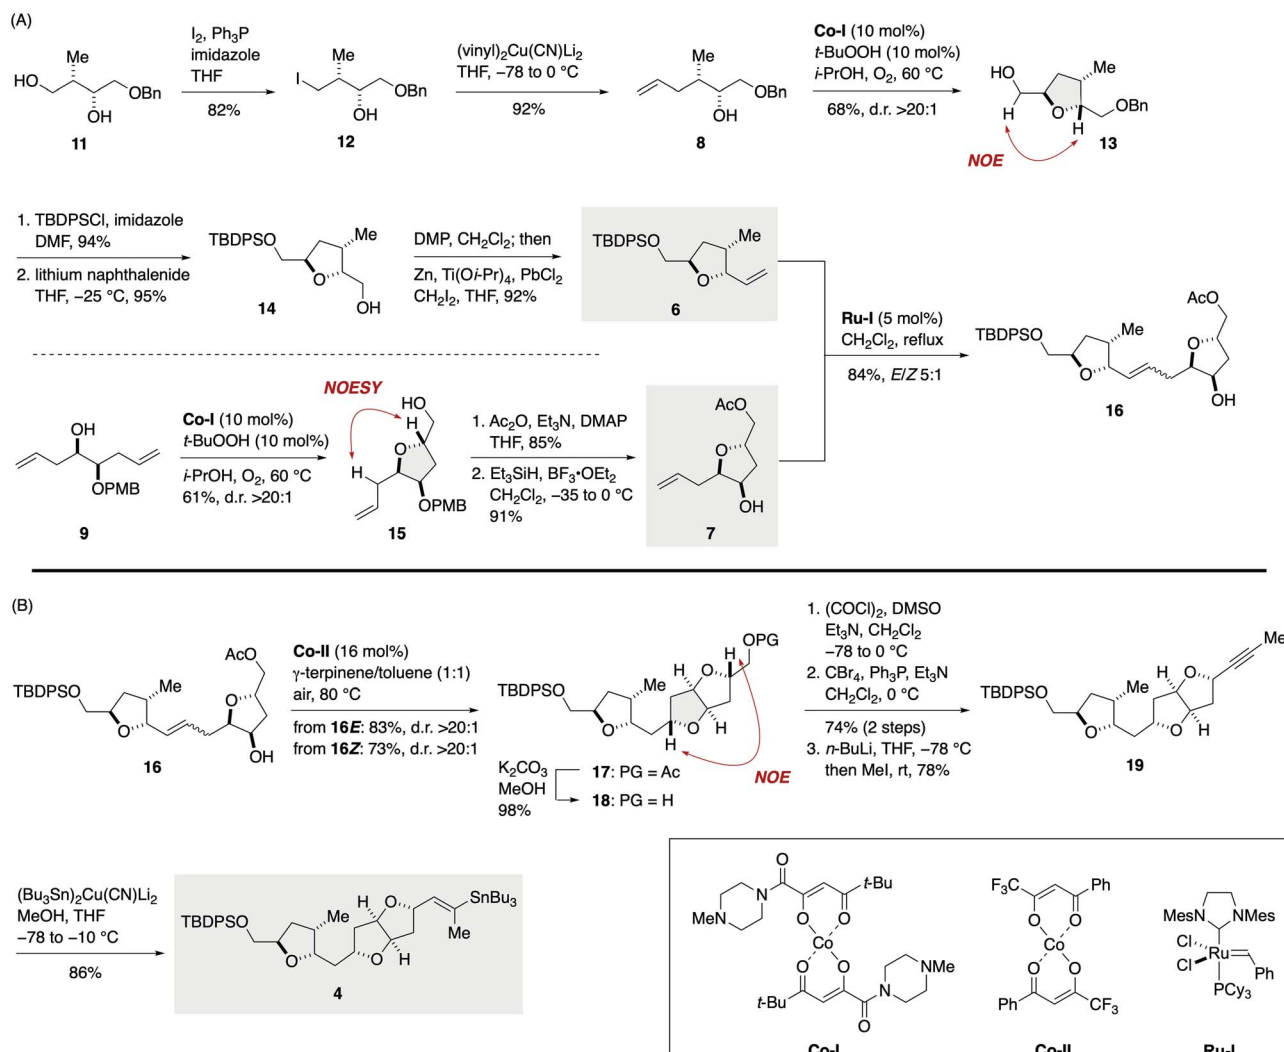 (A)
HO
Me
OBn
OH
11
I₂, Ph₃P
imidazole
THF
82%
I
Me
OBn
OH
12
(vinyl)₂Cu(CN)Li₂
THF, −78 to 0 °C
92%
Me
OBn
OH
8
Co-I (10 mol%)
t-BuOOH (10 mol%)
i-PrOH, O₂, 60 °C
68%, d.r. >20:1
HO
Me
O
H
H
OBn
NOE
13
1. TBDPSCl, imidazole
DMF, 94%
2. lithium naphthalenide
THF, −25 °C, 95%
TBDPSO
Me
O
OH
14
DMP, CH₂Cl₂; then
Zn, Ti(Oi-Pr)₄, PbCl₂
CH₂I₂, THF, 92%
TBDPSO
Me
O
6
Ru-I (5 mol%)
CH₂Cl₂, reflux
84%, E/Z 5:1
TBDPSO
Me
O
AcO
O
OH
16
OH
OPMB
9
Co-I (10 mol%)
t-BuOOH (10 mol%)
i-PrOH, O₂, 60 °C
61%, d.r. >20:1
NOESY
HO
H
O
H
OPMB
15
1. Ac₂O, Et₃N, DMAP
THF, 85%
2. Et₃SiH, BF₃•OEt₂
CH₂Cl₂, −35 to 0 °C
91%
AcO
O
OH
7
(B)
TBDPSO
Me
O
AcO
O
OH
16
Co-II (16 mol%)
γ-terpinene/toluene (1:1)
air, 80 °C
from 16E: 83%, d.r. >20:1
from 16Z: 73%, d.r. >20:1
TBDPSO
Me
O
H
O
H
OPG
H
O
H
NOE
K₂CO₃
MeOH
98%
17: PG = Ac
18: PG = H
1. (COCl)₂, DMSO
Et₃N, CH₂Cl₂
−78 to 0 °C
2. CBr₄, Ph₃P, Et₃N
CH₂Cl₂, 0 °C
74% (2 steps)
3. n-BuLi, THF, −78 °C
then MeI, rt, 78%
TBDPSO
Me
O
H
O
Me
O
H
19
(Bu₃Sn)₂Cu(CN)Li₂
MeOH, THF
−78 to −10 °C
86%
TBDPSO
Me
O
H
O
SnBu₃
Me
O
H
4
O
N
t-Bu
MeN
O
O
Co
O
O
NMe
t-Bu
N
O
Co-I
F₃C
Ph
O
O
Co
O
O
Ph
CF₃
Co-II
MesN
NMes
Cl
Ru
Cl
Ph
PCy₃
Ru-I